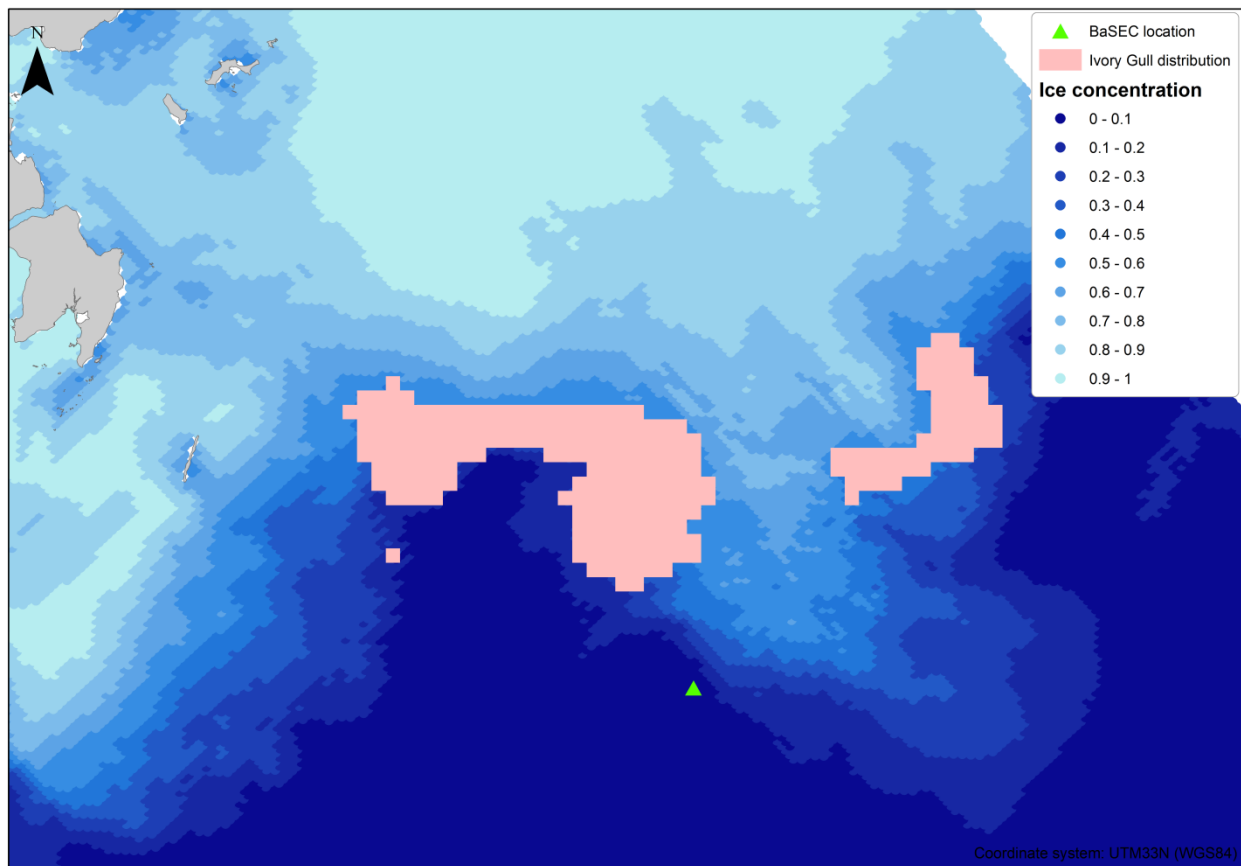 N
BaSEC location
Ivory Gull distribution
Ice concentration
0 - 0.1
0.1 - 0.2
0.2 - 0.3
0.3 - 0.4
0.4 - 0.5
0.5 - 0.6
0.6 - 0.7
0.7 - 0.8
0.8 - 0.9
0.9 - 1
Coordinate system: UTM33N (WGS84)